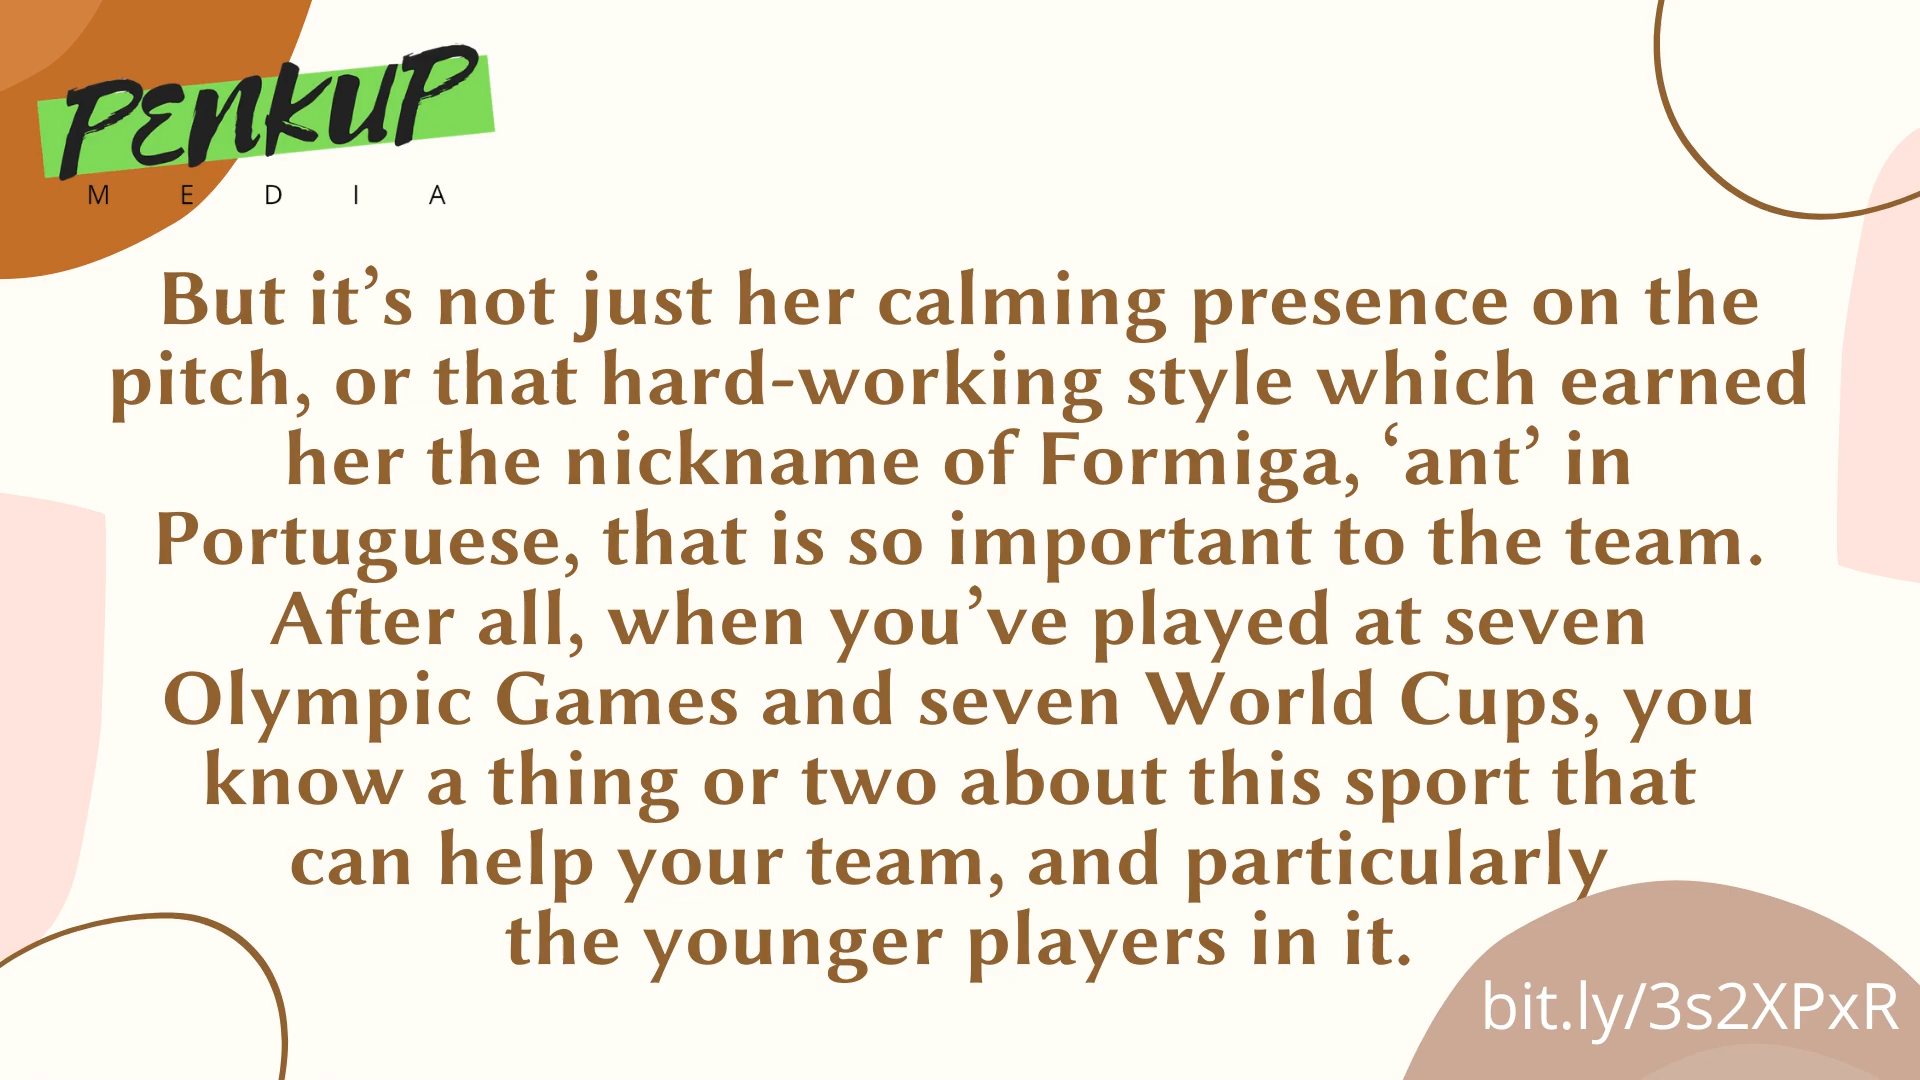 PENKUP
MEDIA
But it’s not just her calming presence on the
pitch, or that hard-working style which earned
her the nickname of Formiga, ‘ant’ in
Portuguese, that is so important to the team.
After all, when you’ve played at seven
Olympic Games and seven World Cups, you
know a thing or two about this sport that
can help your team, and particularly
the younger players in it.
bit.ly/3s2XPxR